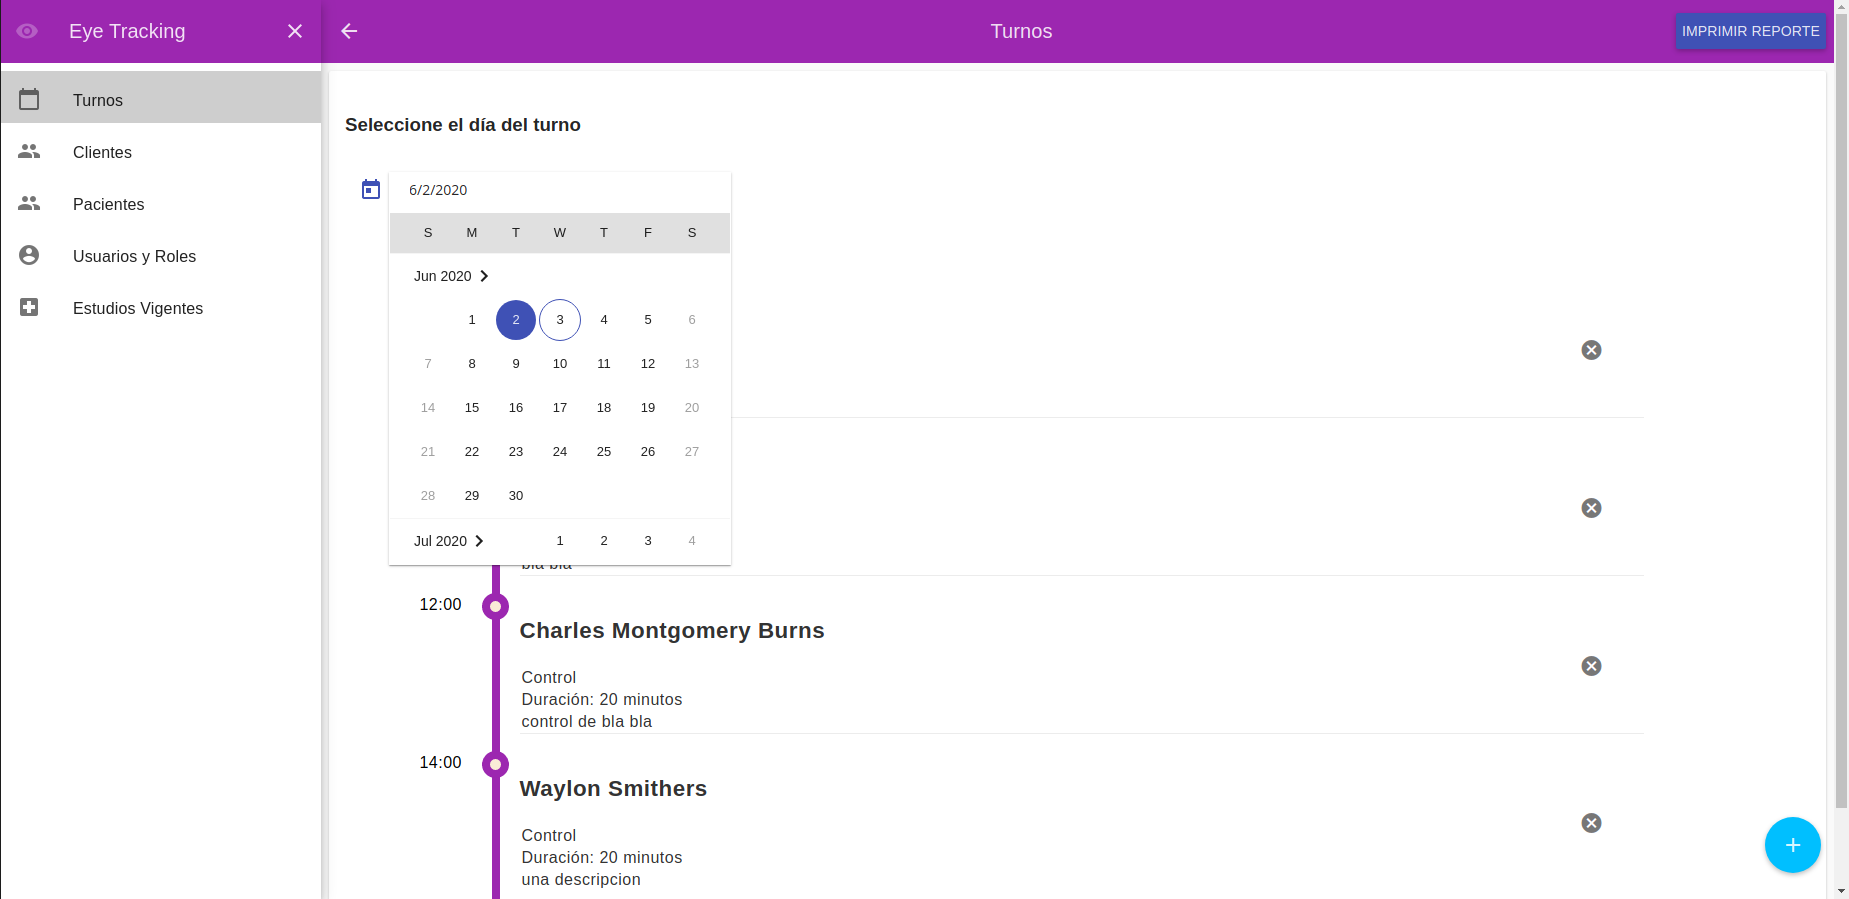 Eye Tracking
Turnos
IMPRIMIR REPORTE
Turnos
Clientes
Pacientes
Usuarios y Roles
Estudios Vigentes
Seleccione el día del turno
6/2/2020
S M T W T F S
Jun 2020
1 2 3 4 5 6
7 8 9 10 11 12 13
14 15 16 17 18 19 20
21 22 23 24 25 26 27
28 29 30
Jul 2020 1 2 3 4
bla bla
12:00
Charles Montgomery Burns
Control
Duración: 20 minutos
control de bla bla
14:00
Waylon Smithers
Control
Duración: 20 minutos
una descripcion